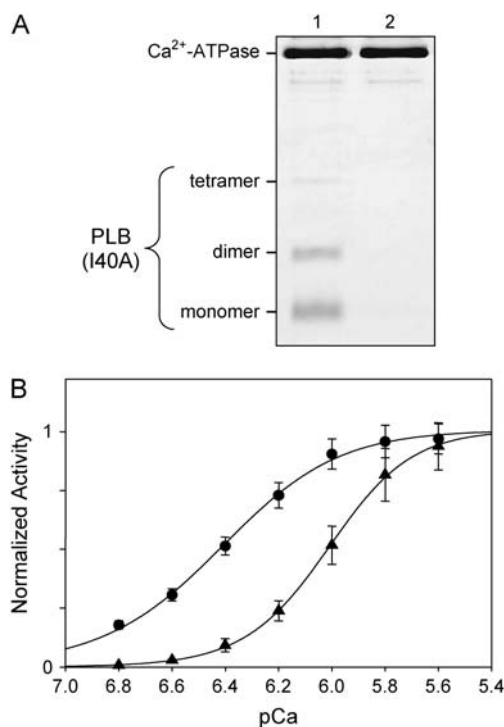 A
1 2
Ca²⁺-ATPase
tetramer
PLB
(I40A)
dimer
monomer
B
Normalized Activity
1
0
7.0 6.8 6.6 6.4 6.2 6.0 5.8 5.6 5.4
pCa